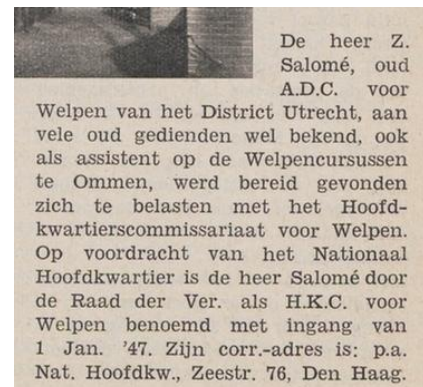 De heer Z.
Salomé, oud
A.D.C. voor
Welpen van het District Utrecht, aan
vele oud gedienden wel bekend, ook
als assistent op de Welpencursussen
te Ommen, werd bereid gevonden
zich te belasten met het Hoofd-
kwartierscommissariaat voor Welpen.
Op voordracht van het Nationaal
Hoofdkwartier is de heer Salomé door
de Raad der Ver. als H.K.C. voor
Welpen benoemd met ingang van
1 Jan. '47. Zijn corr.-adres is: p.a.
Nat. Hoofdkw., Zeestr. 76, Den Haag.